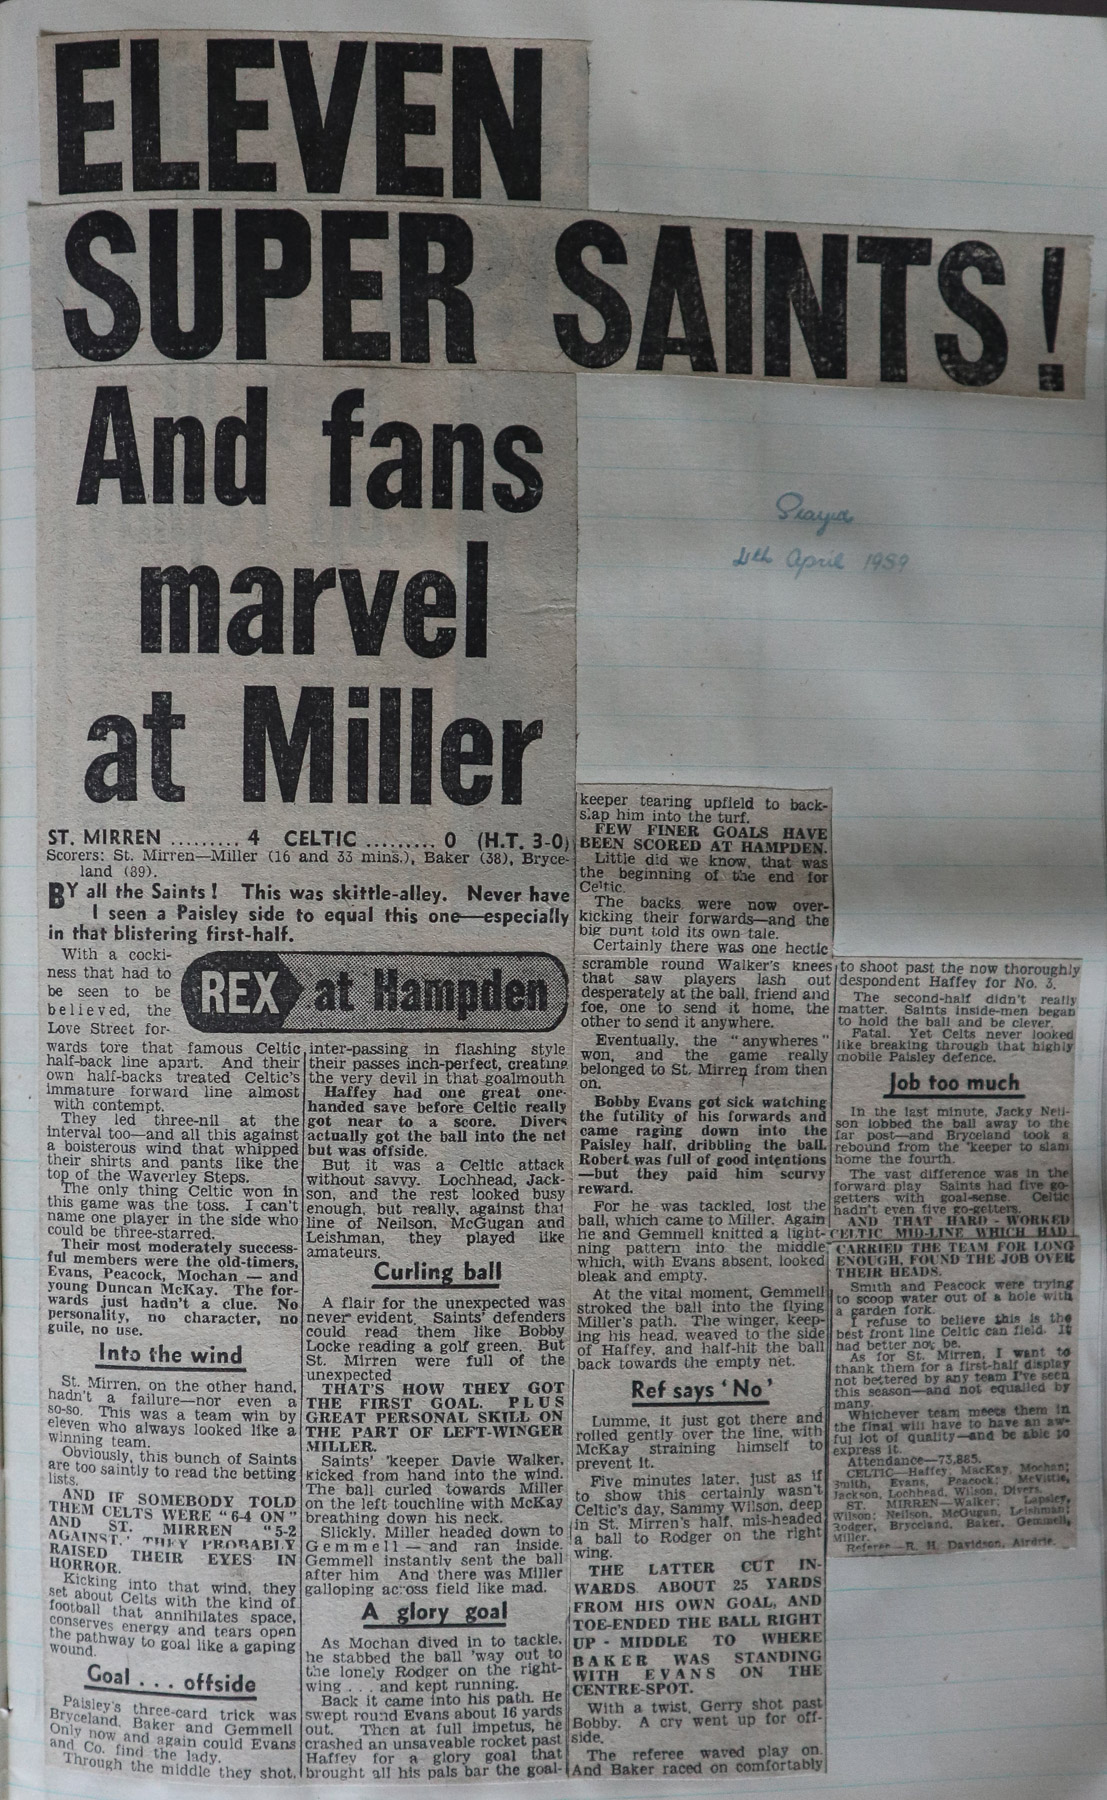 ELEVEN
SUPER SAINTS!
And fans
marvel
at Miller
4th April 1959
ST. MIRREN ......... 4 CELTIC ......... 0 (H.T. 3-0)
Scorers: St. Mirren—Miller (16 and 33 mins.), Baker (38), Bryce-
land (89).
BY all the Saints! This was skittle-alley. Never have
I seen a Paisley side to equal this one—especially
in that blistering first-half.
REX at Hampden
With a cocki-
ness that had to
be seen to be
believed, the
Love Street for-
wards tore that famous Celtic
half-back line apart. And their
own half-backs treated Celtic's
immature forward line almost
with contempt.
They led three-nil at the
interval too—and all this against
a boisterous wind that whipped
their shirts and pants like the
top of the Waverley Steps.
The only thing Celtic won in
this game was the toss. I can't
name one player in the side who
could be three-starred.
Their most moderately success-
ful members were the old-timers,
Evans, Peacock, Mochan — and
young Duncan McKay. The for-
wards just hadn't a clue. No
personality, no character, no
guile, no use.
Into the wind
St. Mirren, on the other hand,
hadn't a failure—nor even a
so-so. This was a team win by
eleven who always looked like a
winning team.
Obviously, this bunch of Saints
are too saintly to read the betting
lists.
AND IF SOMEBODY TOLD
THEM CELTS WERE "6-4 ON"
AND ST. MIRREN "5-2
AGAINST," THEY PROBABLY
RAISED THEIR EYES IN
HORROR.
Kicking into that wind, they
set about Celts with the kind of
football that annihilates space,
conserves energy and tears open
the pathway to goal like a gaping
wound.
Goal . . . offside
Paisley's three-card trick was
Bryceland, Baker and Gemmell
Only now and again could Evans
and Co. find the lady.
Through the middle they shot,
inter-passing in flashing style
their passes inch-perfect, creating
the very devil in that goalmouth
Haffey had one great one-
handed save before Celtic really
got near to a score. Divers
actually got the ball into the net
but was offside.
But it was a Celtic attack
without savvy. Lochhead, Jack-
son, and the rest looked busy
enough, but really, against that
line of Neilson, McGugan and
Leishman, they played like
amateurs.
Curling ball
A flair for the unexpected was
never evident. Saints' defenders
could read them like Bobby
Locke reading a golf green. But
St. Mirren were full of the
unexpected
THAT'S HOW THEY GOT
THE FIRST GOAL. PLUS
GREAT PERSONAL SKILL ON
THE PART OF LEFT-WINGER
MILLER.
Saints' 'keeper Davie Walker,
kicked from hand into the wind.
The ball curled towards Miller
on the left touchline with McKay
breathing down his neck.
Slickly, Miller headed down to
Gemmell — and ran inside.
Gemmell instantly sent the ball
after him And there was Miller
galloping across field like mad.
A glory goal
As Mochan dived in to tackle,
he stabbed the ball 'way out to
the lonely Rodger on the right-
wing . . . and kept running.
Back it came into his path. He
swept round Evans about 16 yards
out. Then at full impetus, he
crashed an unsaveable rocket past
Haffey for a glory goal that
brought all his pals bar the goal-
keeper tearing upfield to back-
slap him into the turf.
FEW FINER GOALS HAVE
BEEN SCORED AT HAMPDEN.
Little did we know, that was
the beginning of the end for
Celtic.
The backs were now over-
kicking their forwards—and the
big punt told its own tale.
Certainly there was one hectic
scramble round Walker's knees
that saw players lash out
desperately at the ball, friend and
foe, one to send it home, the
other to send it anywhere.
Eventually, the "anywheres"
won, and the game really
belonged to St. Mirren from then
on.
Bobby Evans got sick watching
the futility of his forwards and
came raging down into the
Paisley half, dribbling the ball.
Robert was full of good intentions
—but they paid him scurvy
reward.
For he was tackled, lost the
ball, which came to Miller. Again
he and Gemmell knitted a light-
ning pattern into the middle
which, with Evans absent, looked
bleak and empty.
At the vital moment, Gemmell
stroked the ball into the flying
Miller's path. The winger, keep-
ing his head, weaved to the side
of Haffey, and half-hit the ball
back towards the empty net.
Ref says 'No'
Lumme, it just got there and
rolled gently over the line, with
McKay straining himself to
prevent it.
Five minutes later, just as if
to show this certainly wasn't
Celtic's day, Sammy Wilson, deep
in St. Mirren's half, mis-headed
a ball to Rodger on the right
wing.
THE LATTER CUT IN-
WARDS ABOUT 25 YARDS
FROM HIS OWN GOAL, AND
TOE-ENDED THE BALL RIGHT
UP - MIDDLE TO WHERE
BAKER WAS STANDING
WITH EVANS ON THE
CENTRE-SPOT.
With a twist, Gerry shot past
Bobby. A cry went up for off-
side.
The referee waved play on.
And Baker raced on comfortably
to shoot past the now thoroughly
despondent Haffey for No. 3.
The second-half didn't really
matter. Saints inside-men began
to hold the ball and be clever.
Fatal. Yet Celts never looked
like breaking through that highly
mobile Paisley defence.
Job too much
In the last minute, Jacky Neil-
son lobbed the ball away to the
far post—and Bryceland took a
rebound from the 'keeper to slam
home the fourth.
The vast difference was in the
forward play Saints had five go-
getters with goal-sense. Celtic
hadn't even five go-getters.
AND THAT HARD - WORKED
CELTIC MID-LINE WHICH HAD
CARRIED THE TEAM FOR LONG
ENOUGH, FOUND THE JOB OVER
THEIR HEADS.
Smith and Peacock were trying
to scoop water out of a hole with
a garden fork.
I refuse to believe this is the
best front line Celtic can field. It
had better not be.
As for St. Mirren, I want to
thank them for a first-half display
not bettered by any team I've seen
this season—and not equalled by
many.
Whichever team meets them in
the final will have to have an aw-
ful lot of quality—and be able to
express it.
Attendance—73,885.
CELTIC—Haffey; MacKay, Mochan;
Smith, Evans, Peacock; McVittie,
Jackson, Lochhead, Wilson, Divers.
ST. MIRREN—Walker; Lapsley,
Wilson; Neilson, McGugan, Leishman;
Rodger, Bryceland, Baker, Gemmell,
Miller.
Referee—R. H. Davidson, Airdrie.